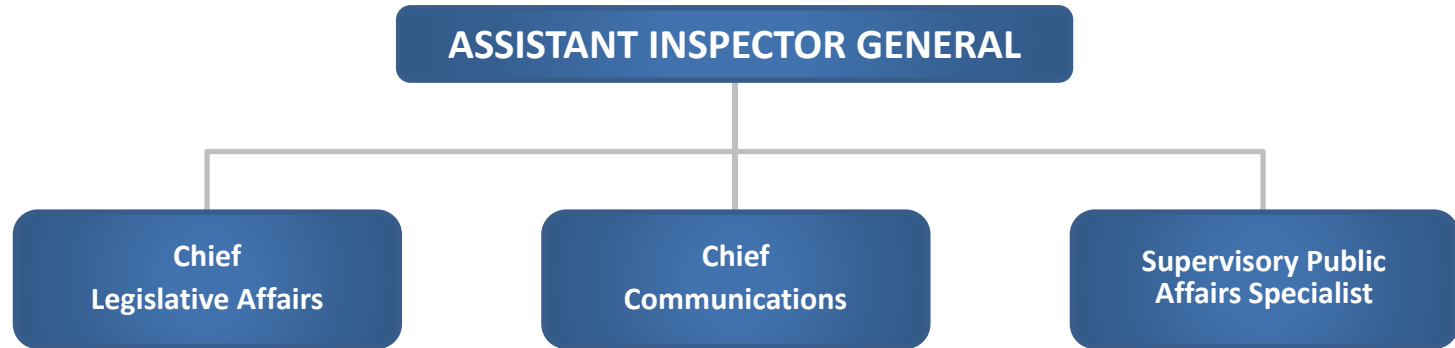 ASSISTANT INSPECTOR GENERAL
Chief
Legislative Affairs
Chief
Communications
Supervisory Public
Affairs Specialist